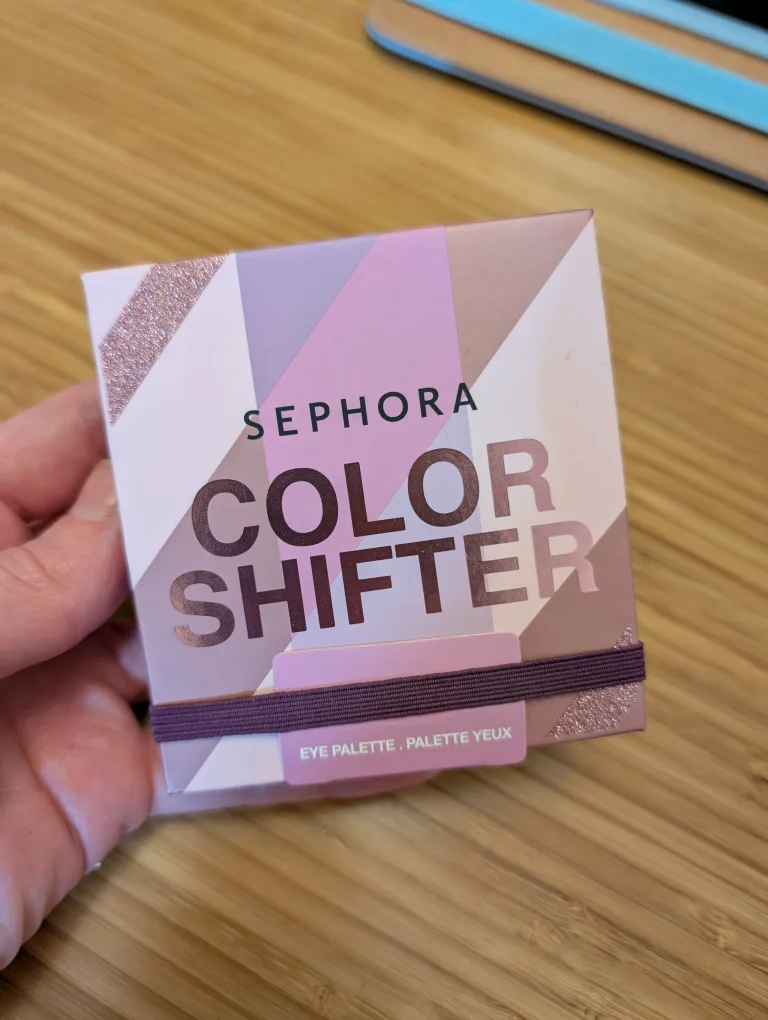 SEPHORA
COLOR
SHIFTER
EYE PALETTE . PALETTE YEUX